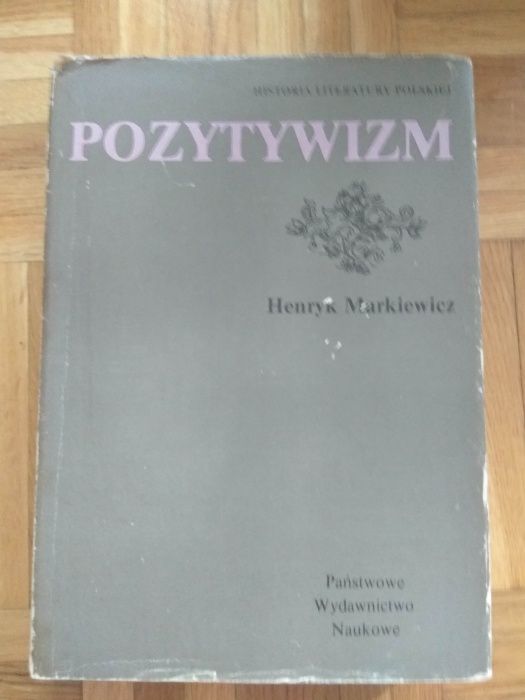 HISTORIA LITERATURY POLSKIEJ
POZYTYWIZM
Henryk Markiewicz
Państwowe
Wydawnictwo
Naukowe